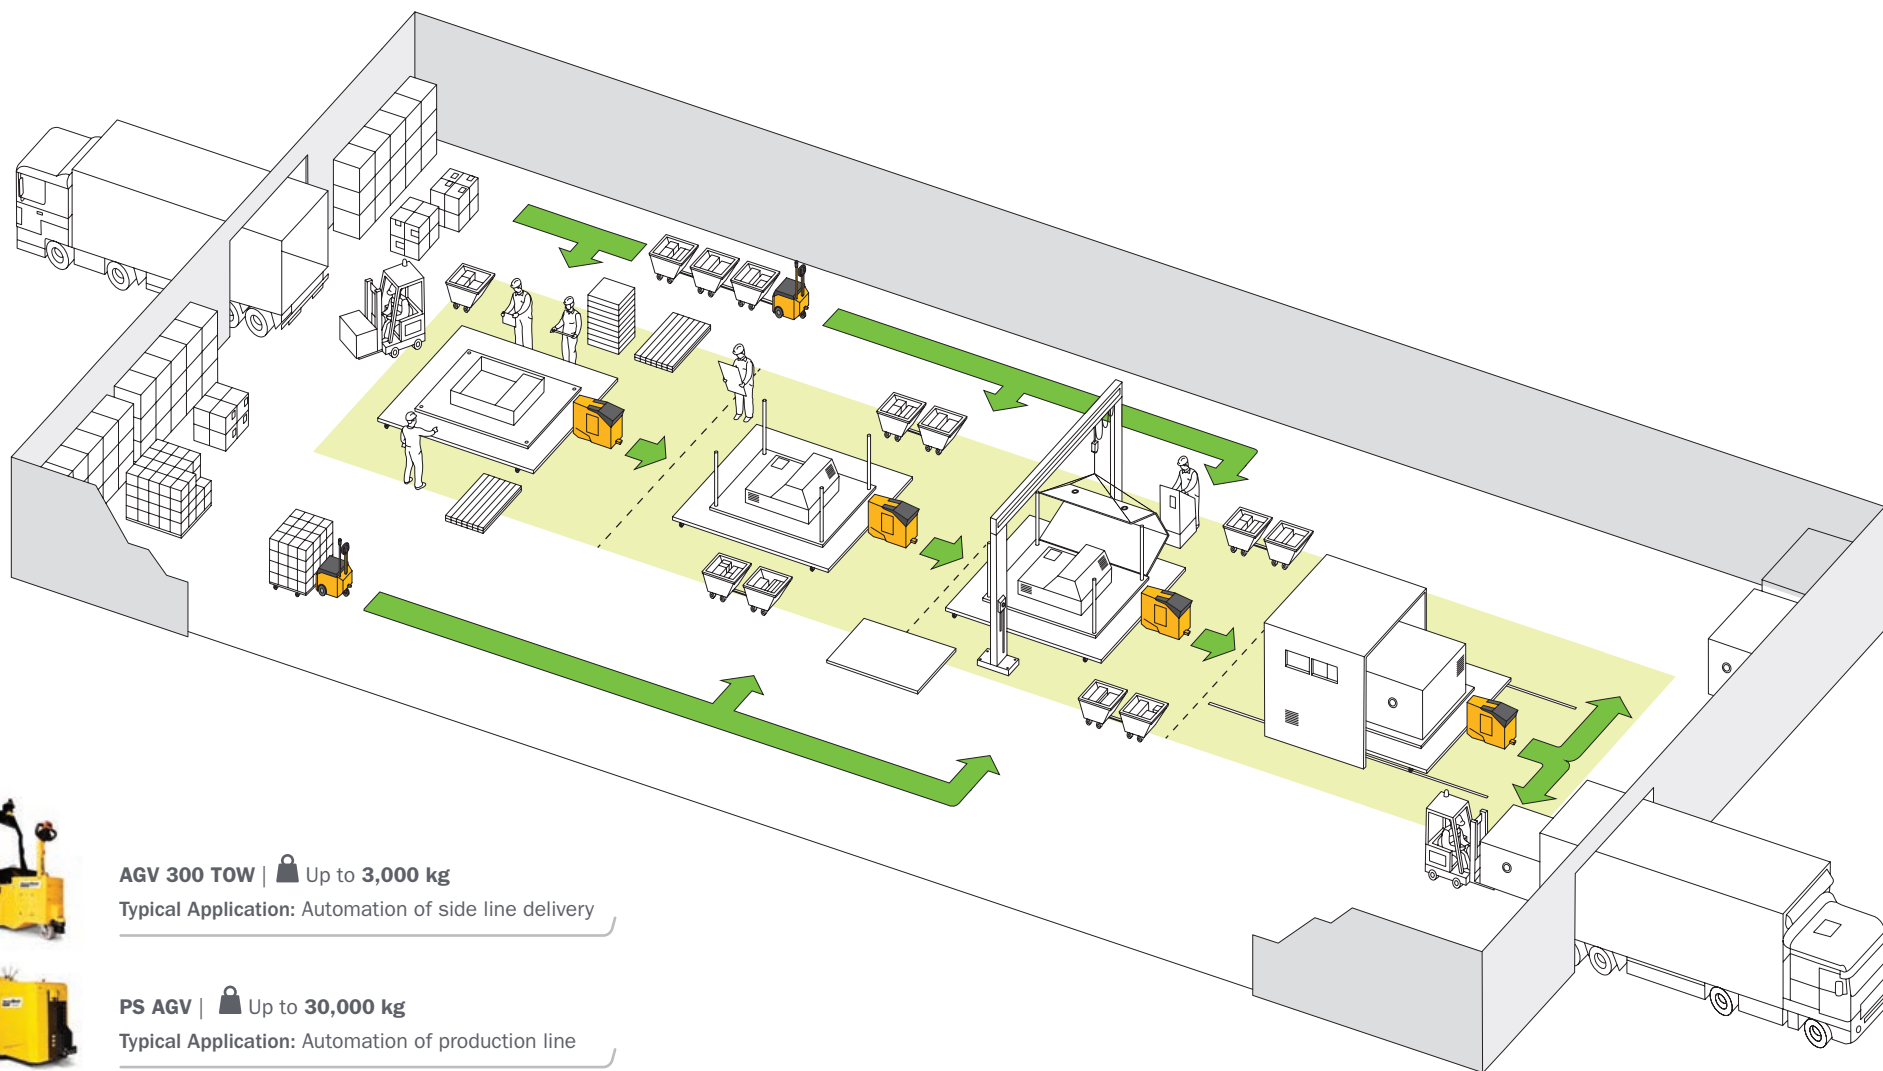 AGV 300 TOW | Up to 3,000 kg
Typical Application: Automation of side line delivery
PS AGV | Up to 30,000 kg
Typical Application: Automation of production line